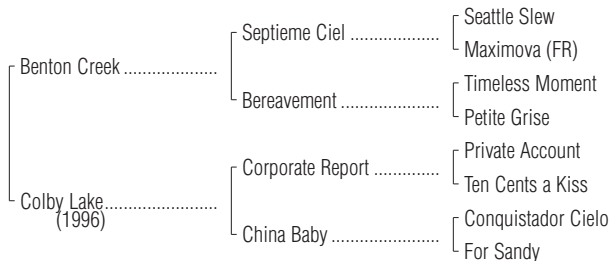 Seattle Slew
Septieme Ciel ...................
Maximova (FR)
Benton Creek ....................
Timeless Moment
Bereavement .....................
Petite Grise
Private Account
Corporate Report ..............
Ten Cents a Kiss
Colby Lake........................
(1996)
Conquistador Cielo
China Baby .......................
For Sandy